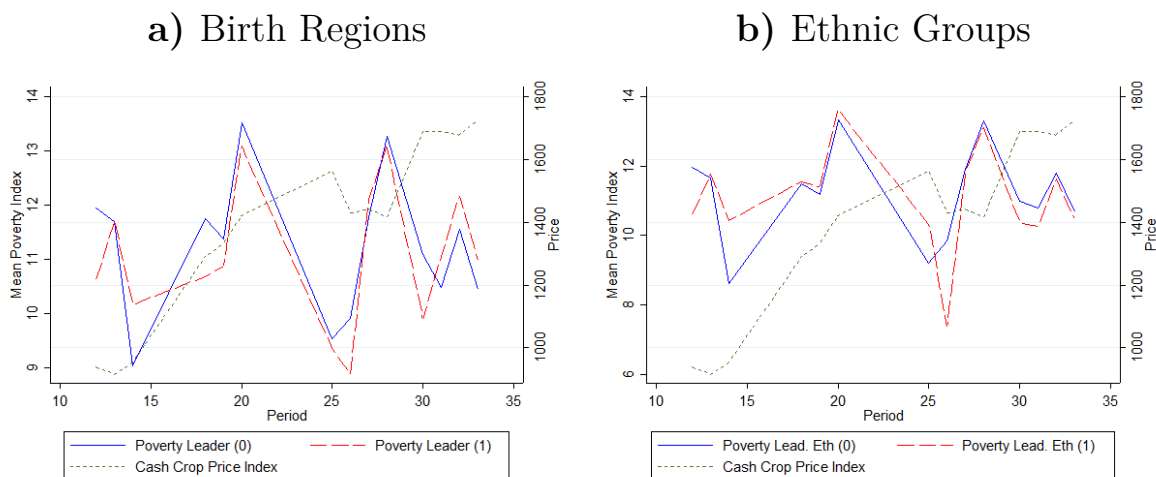 a) Birth Regions
14
13
12
11
10
9
Mean Poverty Index
1800
1600
1400
1200
1000
Price
10 15 20 25 30 35
Period
Poverty Leader (0) Poverty Leader (1)
Cash Crop Price Index
b) Ethnic Groups
14
12
10
8
6
Mean Poverty Index
1800
1600
1400
1200
1000
Price
10 15 20 25 30 35
Period
Poverty Lead. Eth (0) Poverty Lead. Eth (1)
Cash Crop Price Index